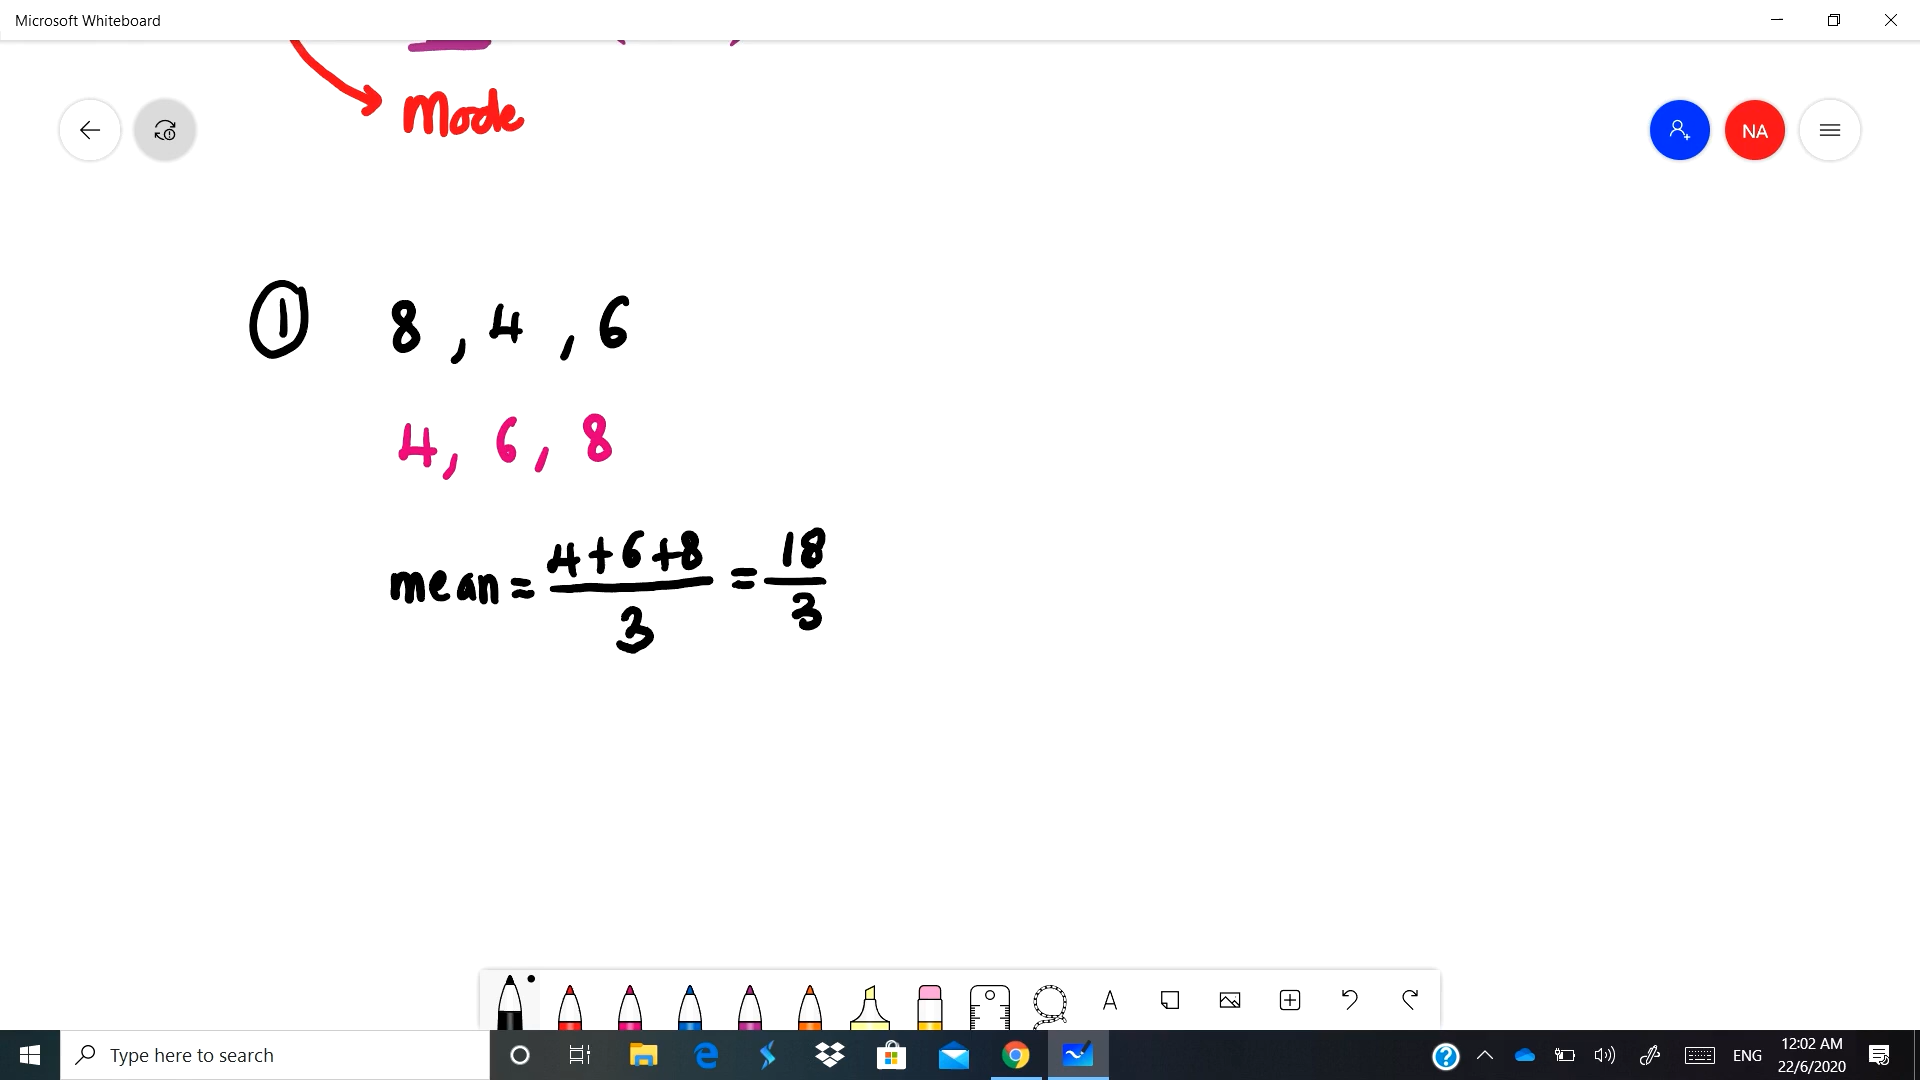 Microsoft Whiteboard
Mode
NA
① 8, 4, 6
4, 6, 8
mean = 4+6+8 / 3 = 18 / 3
A
Type here to search
ENG
12:02 AM
22/6/2020